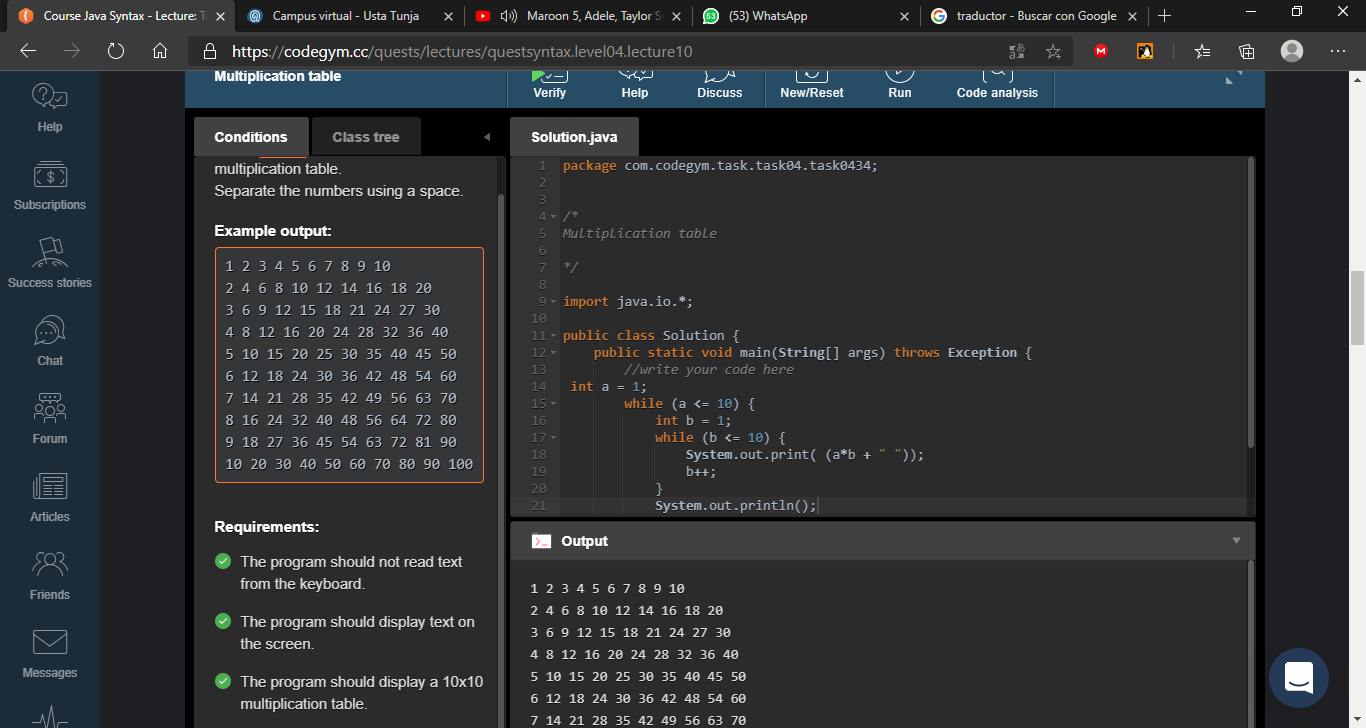 Course Java Syntax - Lecture: T
Campus virtual - Usta Tunja
Maroon 5, Adele, Taylor S
(53) WhatsApp
traductor - Buscar con Google
https://codegym.cc/quests/lectures/questsyntax.level04.lecture10
Help
Subscriptions
Success stories
Chat
Forum
Articles
Friends
Messages
Multiplication table
Verify
Help
Discuss
New/Reset
Run
Code analysis
Conditions
Class tree
multiplication table.
Separate the numbers using a space.
Example output:
1 2 3 4 5 6 7 8 9 10
2 4 6 8 10 12 14 16 18 20
3 6 9 12 15 18 21 24 27 30
4 8 12 16 20 24 28 32 36 40
5 10 15 20 25 30 35 40 45 50
6 12 18 24 30 36 42 48 54 60
7 14 21 28 35 42 49 56 63 70
8 16 24 32 40 48 56 64 72 80
9 18 27 36 45 54 63 72 81 90
10 20 30 40 50 60 70 80 90 100
Requirements:
The program should not read text
from the keyboard.
The program should display text on
the screen.
The program should display a 10x10
multiplication table.
Solution.java
1 package com.codegym.task.task04.task0434;
2
3
4 /*
5 Multiplication table
6
7 */
8
9 import java.io.*;
10
11 public class Solution {
12 public static void main(String[] args) throws Exception {
13 //write your code here
14 int a = 1;
15 while (a <= 10) {
16 int b = 1;
17 while (b <= 10) {
18 System.out.print( (a*b + " "));
19 b++;
20 }
21 System.out.println();
Output
1 2 3 4 5 6 7 8 9 10
2 4 6 8 10 12 14 16 18 20
3 6 9 12 15 18 21 24 27 30
4 8 12 16 20 24 28 32 36 40
5 10 15 20 25 30 35 40 45 50
6 12 18 24 30 36 42 48 54 60
7 14 21 28 35 42 49 56 63 70